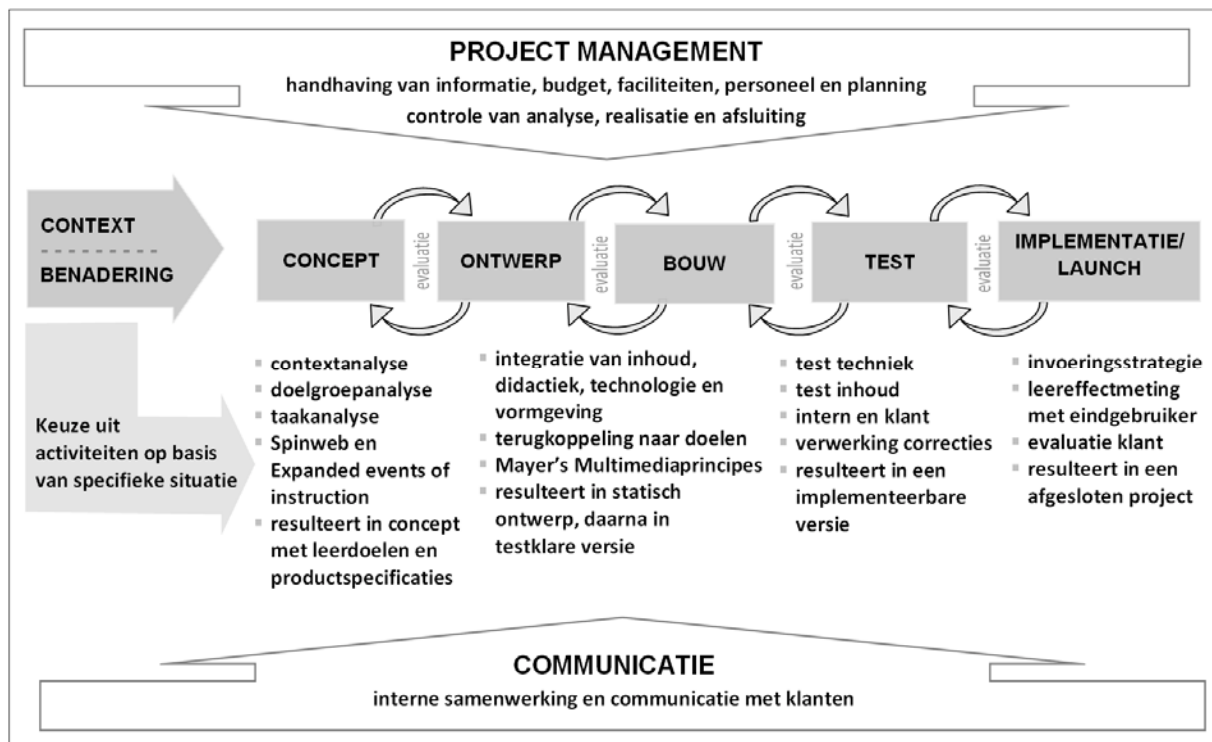 PROJECT MANAGEMENT
handhaving van informatie, budget, faciliteiten, personeel en planning
controle van analyse, realisatie en afsluiting
CONTEXT
BENADERING
CONCEPT
evaluatie
ONTWERP
evaluatie
BOUW
evaluatie
TEST
evaluatie
IMPLEMENTATIE/
LAUNCH
Keuze uit
activiteiten op basis
van specifieke situatie
contextanalyse
doelgroepanalyse
taakanalyse
Spinweb en
Expanded events of
instruction
resulteert in concept
met leerdoelen en
productspecificaties
integratie van inhoud,
didactiek, technologie en
vormgeving
terugkoppeling naar doelen
Mayer's Multimediaprincipes
resulteert in statisch
ontwerp, daarna in
testklare versie
test techniek
test inhoud
intern en klant
verwerking correcties
resulteert in een
implementeerbare
versie
invoeringsstrategie
leereffectmeting
met eindgebruiker
evaluatie klant
resulteert in een
afgesloten project
COMMUNICATIE
interne samenwerking en communicatie met klanten